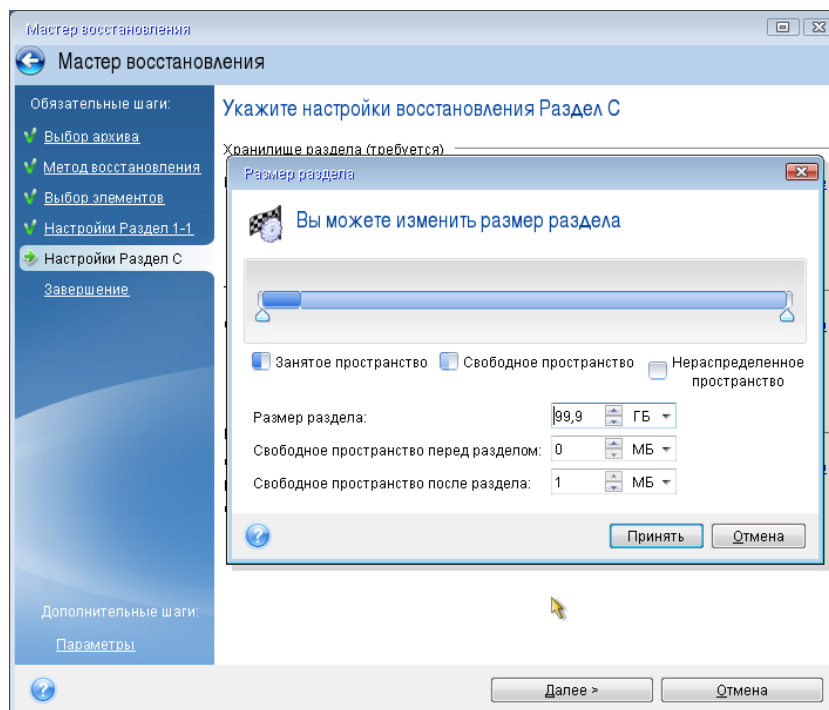 Мастер восстановления
Мастер восстановления
Обязательные шаги:
Выбор архива
Метод восстановления
Выбор элементов
Настройки Раздел 1-1
Настройки Раздел C
Завершение
Дополнительные шаги:
Параметры
Укажите настройки восстановления Раздел C
Хранилище раздела (требуется)
Размер раздела
Вы можете изменить размер раздела
Занятое пространство
Свободное пространство
Нераспределенное
пространство
Размер раздела: 99,9 ГБ
Свободное пространство перед разделом: 0 МБ
Свободное пространство после раздела: 1 МБ
Принять Отмена
Далее > Отмена